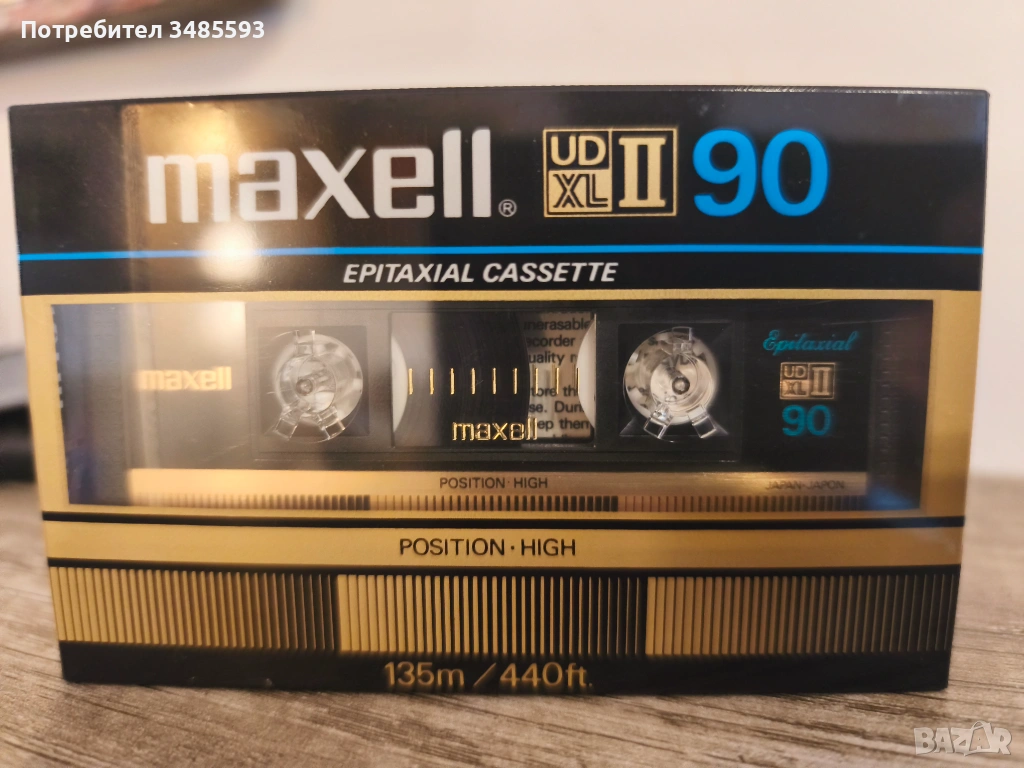 Потребител 3485593
maxell® UD XL II 90
EPITAXIAL CASSETTE
maxell
maxell
Epitaxial
UD XL II
90
POSITION · HIGH
JAPAN-JAPON
POSITION · HIGH
135m / 440ft.
BAZAR